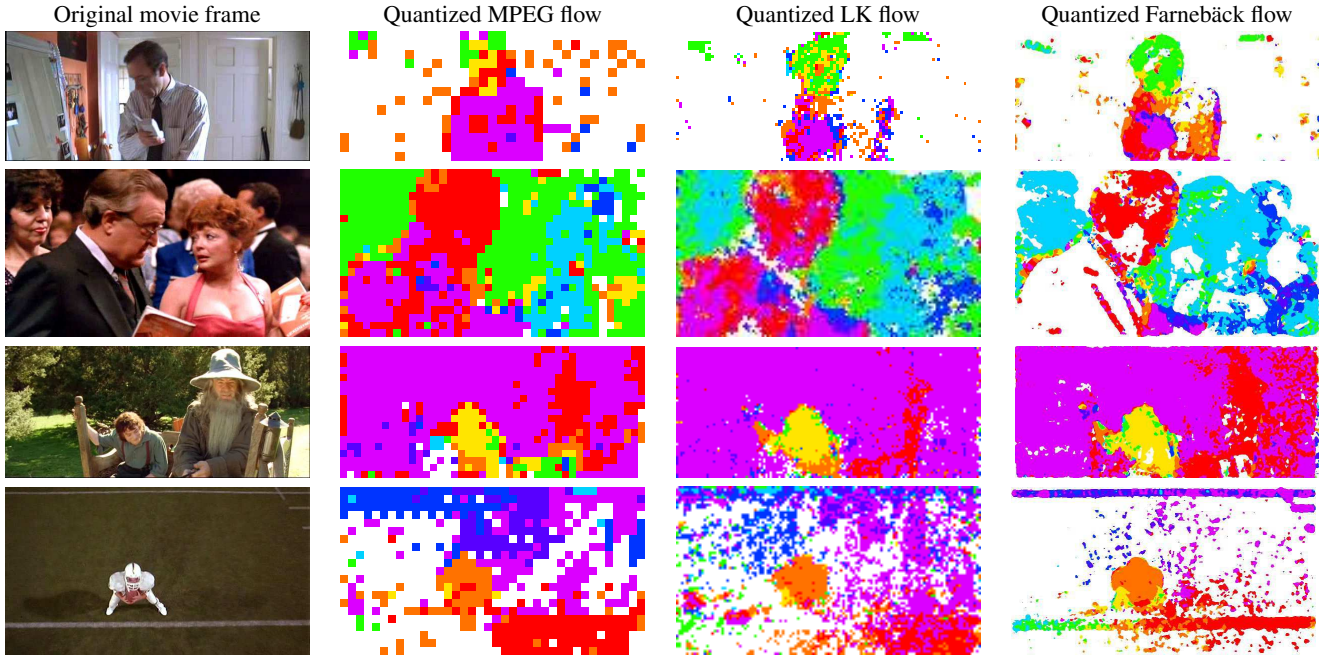 Original movie frame
Quantized MPEG flow
Quantized LK flow
Quantized Farnebäck flow